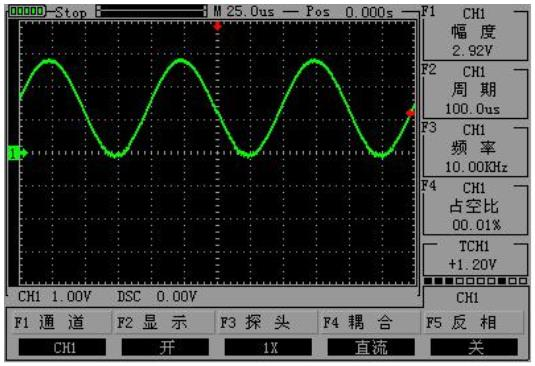 Stop M 25.0us Pos 0.000s
F1 CH1
幅 度
2.92V
F2 CH1
周 期
100.0us
F3 CH1
频 率
10.00KHz
F4 CH1
占空比
00.01%
TCH1
+1.20V
1
CH1 1.00V DSC 0.00V
CH1
F1 通 道 F2 显 示 F3 探 头 F4 耦 合 F5 反 相
CH1 开 1X 直流 关